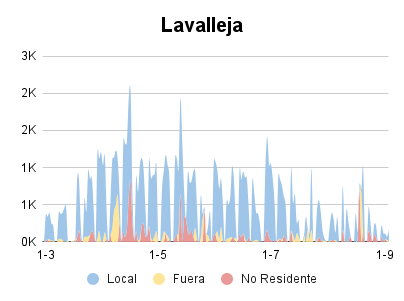 Lavalleja
3K
2K
2K
1K
1K
0K
1-3 1-5 1-7 1-9
Local Fuera No Residente